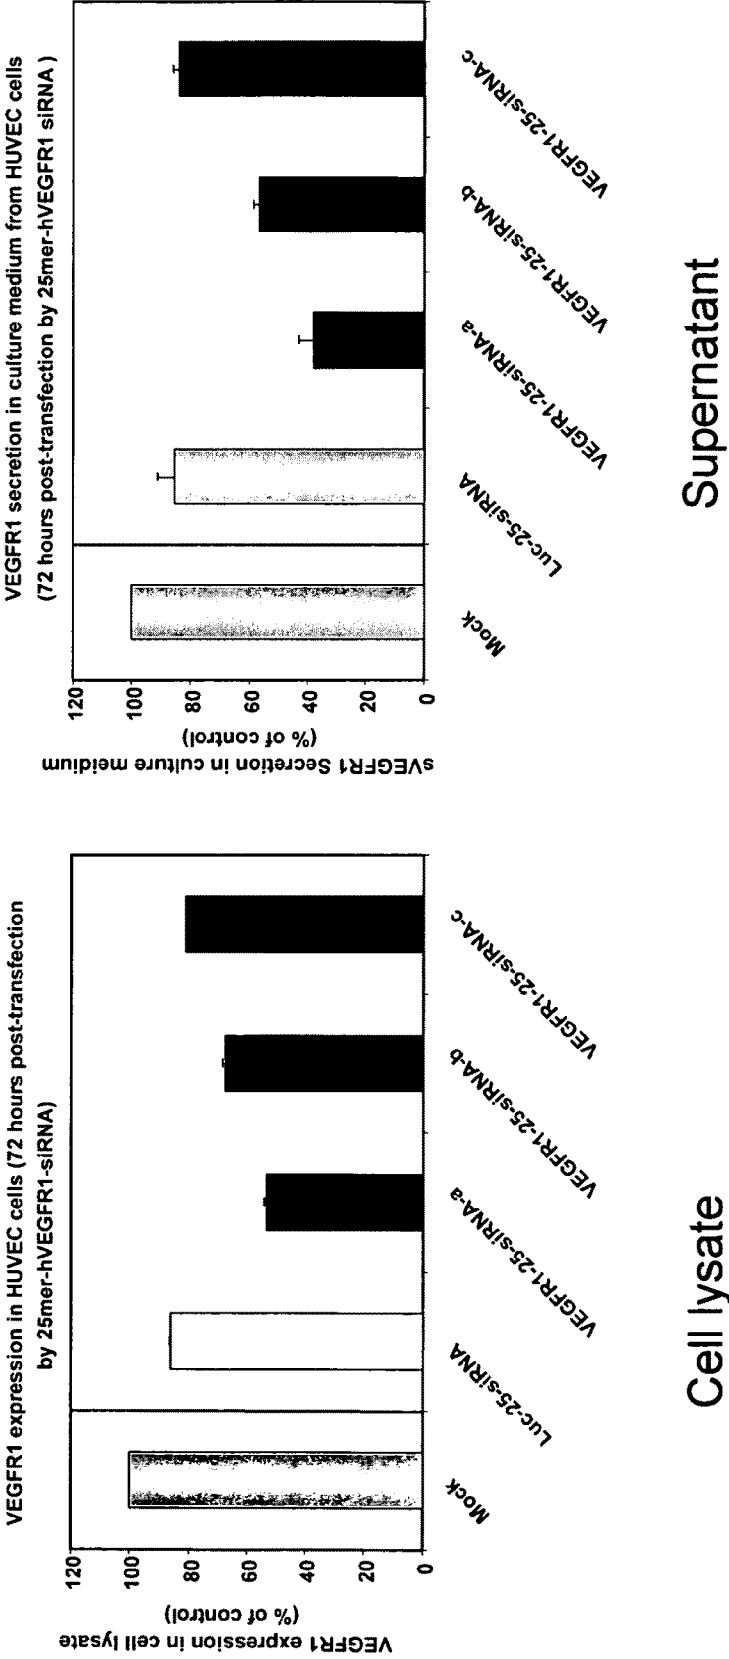 VEGFR1 expression in HUVEC cells (72 hours post-transfection
by 25mer-hVEGFR1-siRNA)
VEGFR1 expression in cell lysate
(% of control)
120
100
80
60
40
20
0
Mock
Luc-25-siRNA
VEGFR1-25-siRNA-a
VEGFR1-25-siRNA-b
VEGFR1-25-siRNA-c
Cell lysate
VEGFR1 secretion in culture medium from HUVEC cells
(72 hours post-transfection by 25mer-hVEGFR1 siRNA )
sVEGFR1 Secretion in culture meidium
(% of control)
120
100
80
60
40
20
0
Mock
Luc-25-siRNA
VEGFR1-25-siRNA-a
VEGFR1-25-siRNA-b
VEGFR1-25-siRNA-c
Supernatant